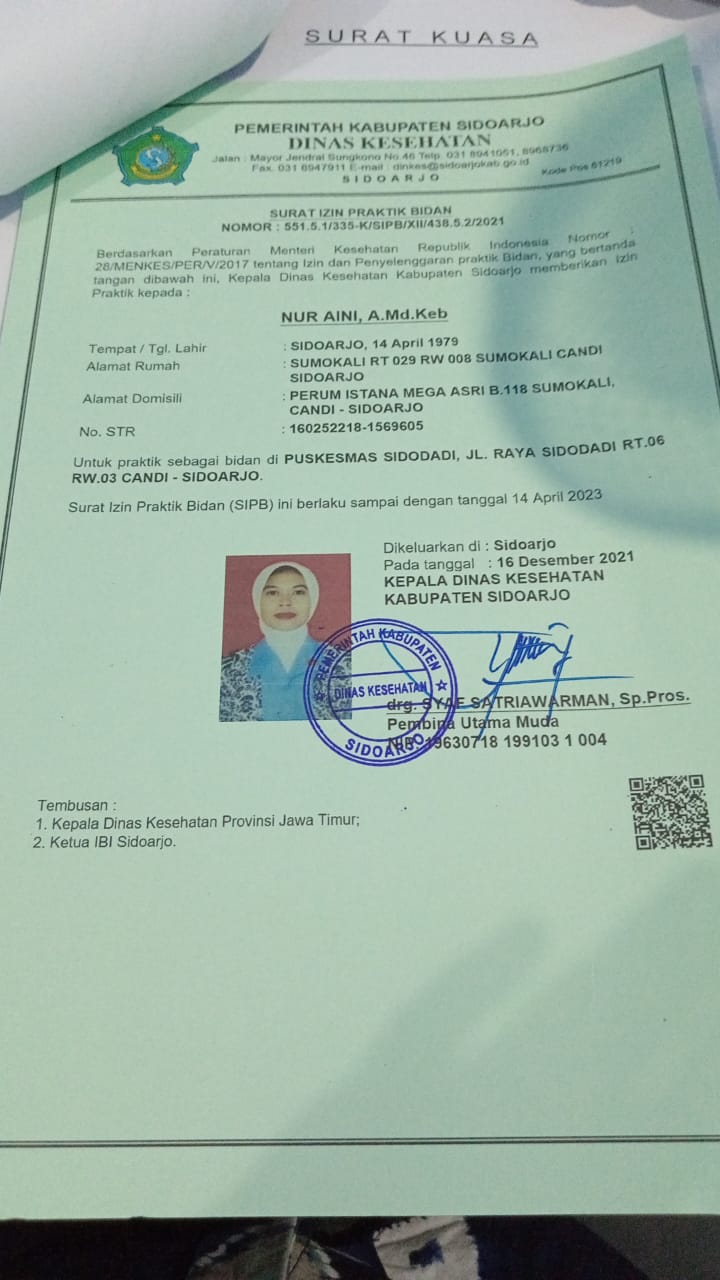 SURAT KUASA
PEMERINTAH KABUPATEN SIDOARJO
DINAS KESEHATAN
Jalan : Mayor Jendral Sungkono No.46 Telp. 031 8941051, 8968736
Fax. 031 8947911 E-mail : dinkes@sidoarjokab.go.id
SIDOARJO
Kode Pos 61219
SURAT IZIN PRAKTIK BIDAN
NOMOR : 551.5.1/335-K/SIPB/XII/438.5.2/2021
Berdasarkan Peraturan Menteri Kesehatan Republik Indonesia Nomor :
28/MENKES/PER/V/2017 tentang Izin dan Penyelenggaran praktik Bidan, yang bertanda
tangan dibawah ini, Kepala Dinas Kesehatan Kabupaten Sidoarjo memberikan Izin
Praktik kepada :
NUR AINI, A.Md.Keb
Tempat / Tgl. Lahir : SIDOARJO, 14 April 1979
Alamat Rumah : SUMOKALI RT 029 RW 008 SUMOKALI CANDI
SIDOARJO
Alamat Domisili : PERUM ISTANA MEGA ASRI B.118 SUMOKALI,
CANDI - SIDOARJO
No. STR : 160252218-1569605
Untuk praktik sebagai bidan di PUSKESMAS SIDODADI, JL. RAYA SIDODADI RT.06
RW.03 CANDI - SIDOARJO.
Surat Izin Praktik Bidan (SIPB) ini berlaku sampai dengan tanggal 14 April 2023
Dikeluarkan di : Sidoarjo
Pada tanggal : 16 Desember 2021
KEPALA DINAS KESEHATAN
KABUPATEN SIDOARJO
PEMERINTAH KABUPATEN
DINAS KESEHATAN
SIDOARJO
drg. SYAF SATRIAWARMAN, Sp.Pros.
Pembina Utama Muda
NIP. 19630718 199103 1 004
Tembusan :
1. Kepala Dinas Kesehatan Provinsi Jawa Timur;
2. Ketua IBI Sidoarjo.